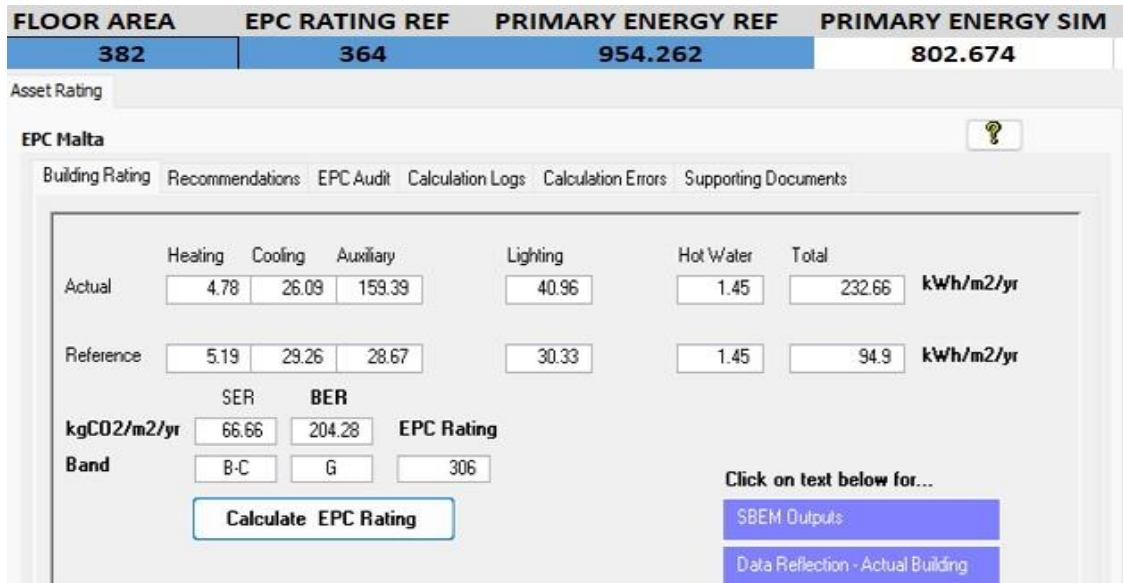 FLOOR AREA EPC RATING REF PRIMARY ENERGY REF PRIMARY ENERGY SIM
382 364 954.262 802.674
Asset Rating
EPC Malta ?
Building Rating Recommendations EPC Audit Calculation Logs Calculation Errors Supporting Documents
Heating Cooling Auxiliary Lighting Hot Water Total
Actual 4.78 26.09 159.39 40.96 1.45 232.66 kWh/m2/yr
Reference 5.19 29.26 28.67 30.33 1.45 94.9 kWh/m2/yr
SER BER
kgCO2/m2/yr 66.66 204.28 EPC Rating
Band B-C G 306
Click on text below for...
Calculate EPC Rating SBEM Outputs
Data Reflection - Actual Building